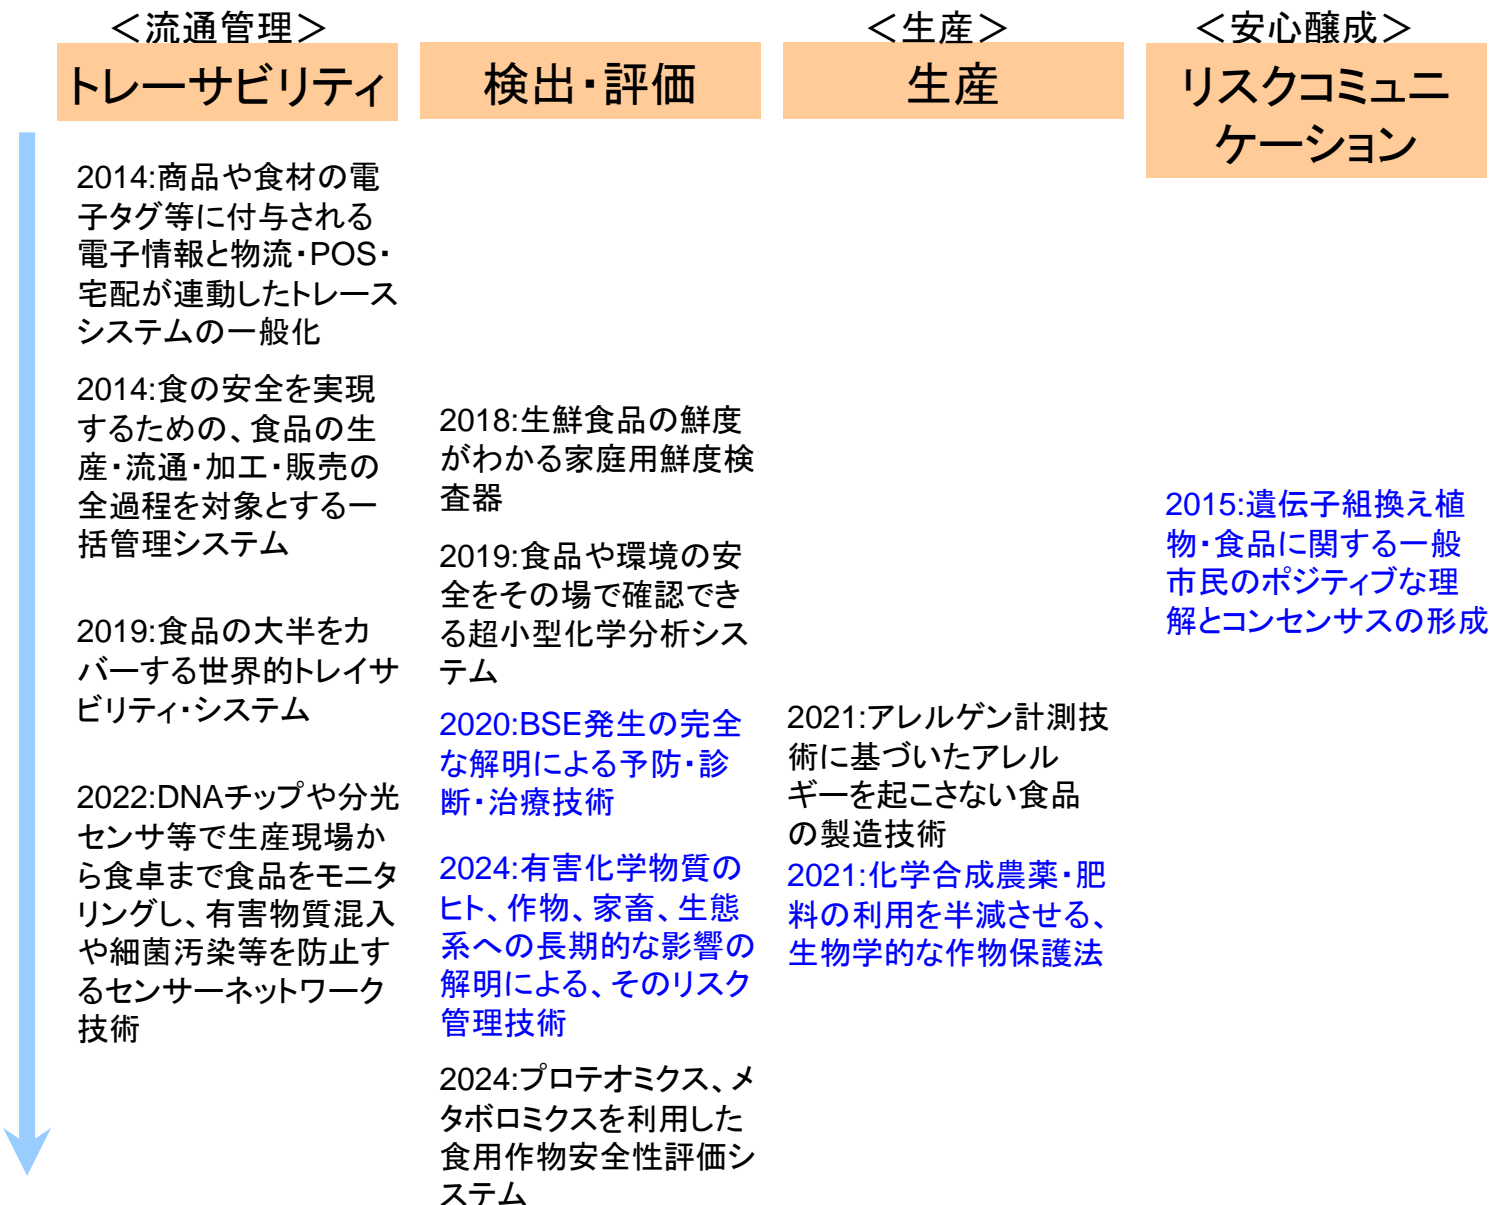 ＜流通管理＞
トレーサビリティ
2014:商品や食材の電
子タグ等に付与される
電子情報と物流・POS・
宅配が連動したトレース
システムの一般化
2014:食の安全を実現
するための、食品の生
産・流通・加工・販売の
全過程を対象とする一
括管理システム
2019:食品の大半をカ
バーする世界的トレイサ
ビリティ・システム
2022:DNAチップや分光
センサ等で生産現場か
ら食卓まで食品をモニタ
リングし、有害物質混入
や細菌汚染等を防止す
るセンサーネットワーク
技術
検出・評価
2018:生鮮食品の鮮度
がわかる家庭用鮮度検
査器
2019:食品や環境の安
全をその場で確認でき
る超小型化学分析シス
テム
2020:BSE発生の完全
な解明による予防・診
断・治療技術
2024:有害化学物質の
ヒト、作物、家畜、生態
系への長期的な影響の
解明による、そのリスク
管理技術
2024:プロテオミクス、メ
タボロミクスを利用した
食用作物安全性評価シ
ステム
＜生産＞
生産
2021:アレルゲン計測技
術に基づいたアレル
ギーを起こさない食品
の製造技術
2021:化学合成農薬・肥
料の利用を半減させる、
生物学的な作物保護法
＜安心醸成＞
リスクコミュニ
ケーション
2015:遺伝子組換え植
物・食品に関する一般
市民のポジティブな理
解とコンセンサスの形成